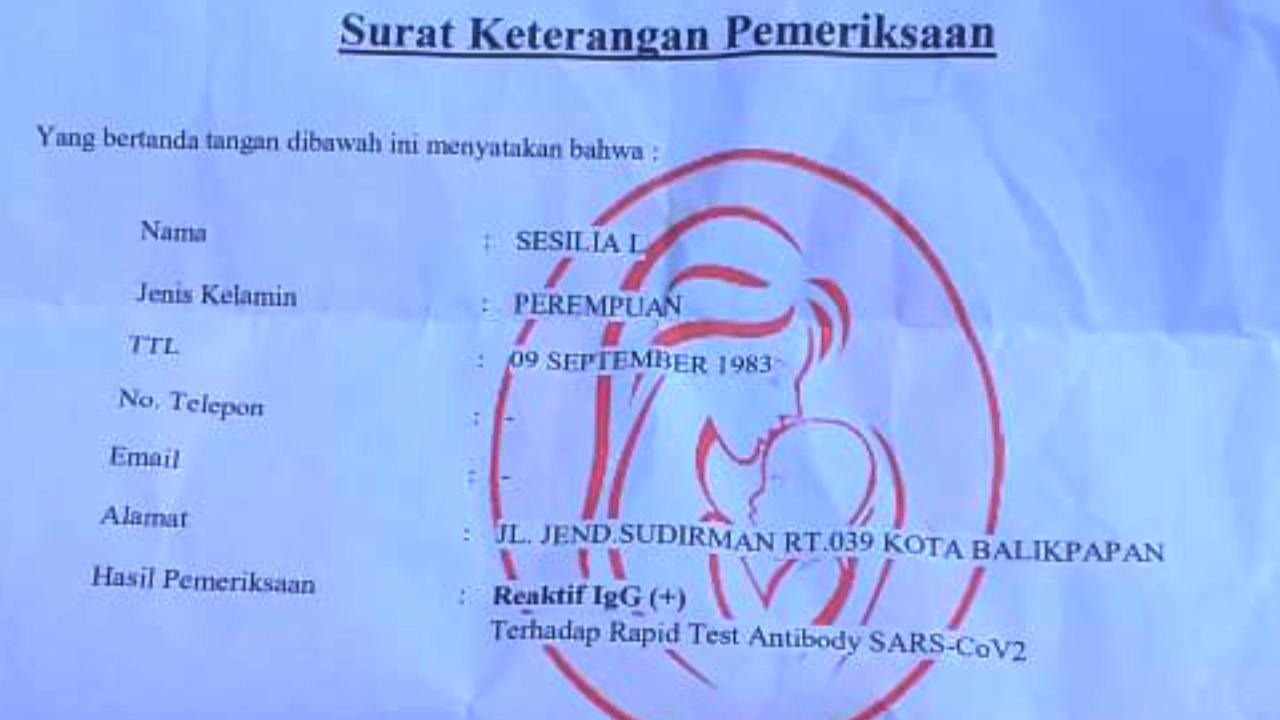 Surat Keterangan Pemeriksaan
Yang bertanda tangan dibawah ini menyatakan bahwa :
Nama : SESILIA L
Jenis Kelamin : PEREMPUAN
TTL : 09 SEPTEMBER 1983
No. Telepon : -
Email : -
Alamat : JL. JEND.SUDIRMAN RT.039 KOTA BALIKPAPAN
Hasil Pemeriksaan : Reaktif IgG (+)
Terhadap Rapid Test Antibody SARS-CoV2